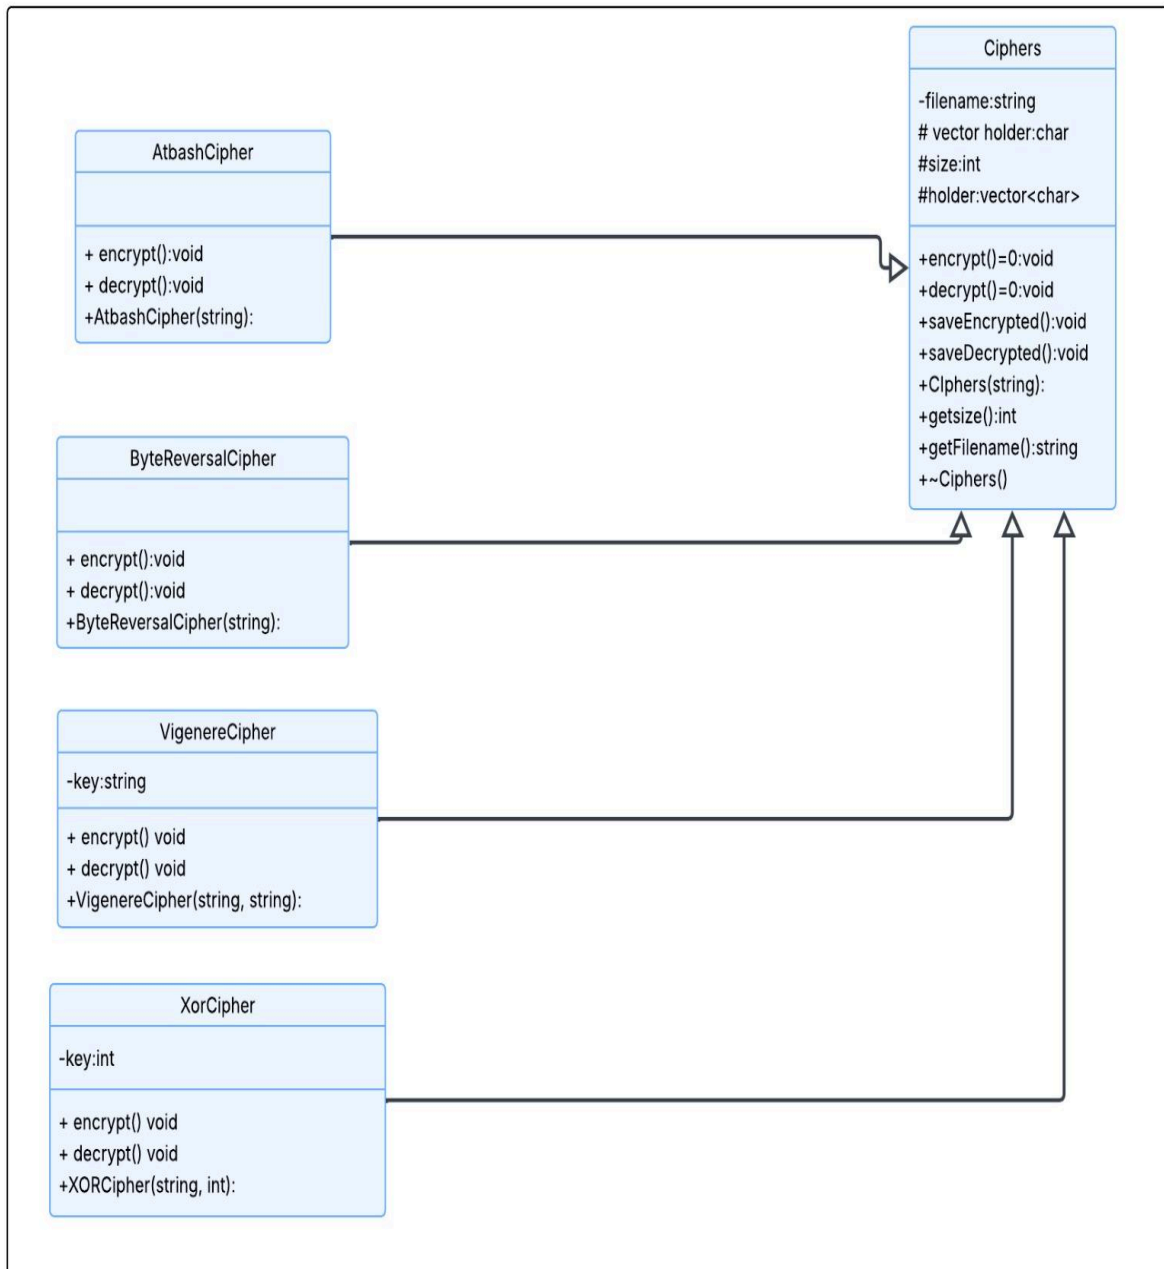 Ciphers
-filename:string
# vector holder:char
#size:int
#holder:vector<char>
+encrypt()=0:void
+decrypt()=0:void
+saveEncrypted():void
+saveDecrypted():void
+CIphers(string):
+getsize():int
+getFilename():string
+~Ciphers()
AtbashCipher
+ encrypt():void
+ decrypt():void
+AtbashCipher(string):
ByteReversalCipher
+ encrypt():void
+ decrypt():void
+ByteReversalCipher(string):
VigenereCipher
-key:string
+ encrypt() void
+ decrypt() void
+VigenereCipher(string, string):
XorCipher
-key:int
+ encrypt() void
+ decrypt() void
+XORCipher(string, int):